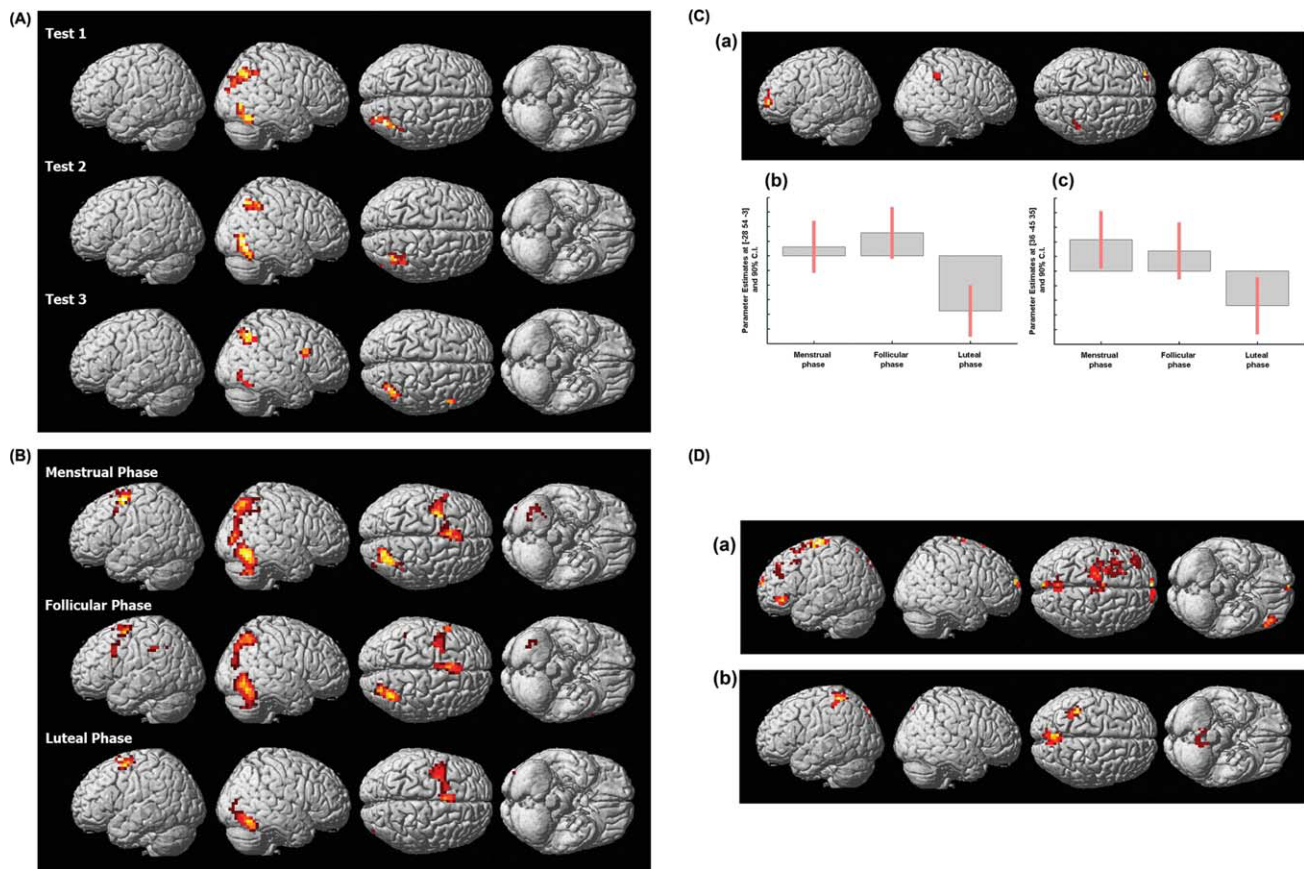 (A)
Test 1
Test 2
Test 3
(B)
Menstrual Phase
Follicular Phase
Luteal Phase
(C)
(a)
(b)
Parameter Estimates at [-28 54 -3]
and 90% C.I.
Menstrual
phase
Follicular
phase
Luteal
phase
(c)
Parameter Estimates at [36 -45 35]
and 90% C.I.
Menstrual
phase
Follicular
phase
Luteal
phase
(D)
(a)
(b)